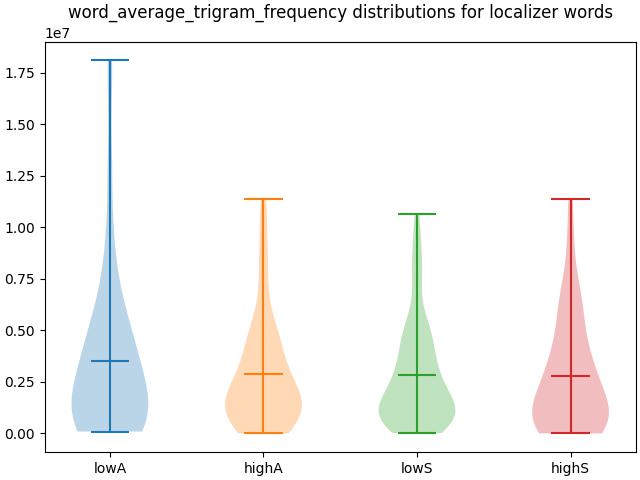 word_average_trigram_frequency distributions for localizer words
1e7
1.75
1.50
1.25
1.00
0.75
0.50
0.25
0.00
lowA highA lowS highS